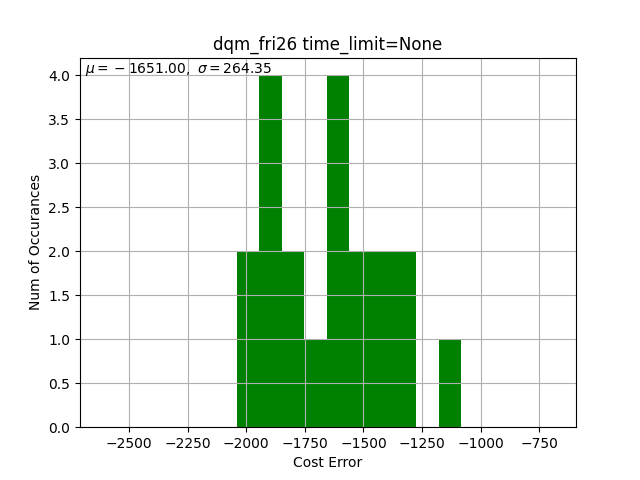 dqm_fri26 time_limit=None
μ = −1651.00, σ = 264.35
4.0
3.5
3.0
2.5
2.0
1.5
1.0
0.5
0.0
Num of Occurances
−2500 −2250 −2000 −1750 −1500 −1250 −1000 −750
Cost Error